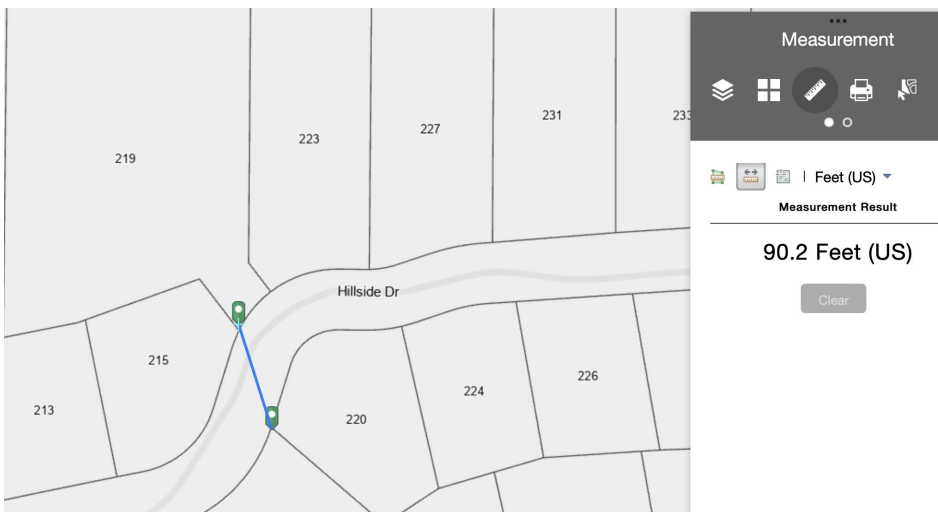 Measurement
231
233
227
223
219
Feet (US)
Measurement Result
90.2 Feet (US)
Hillside Dr
Clear
215
226
224
213
220